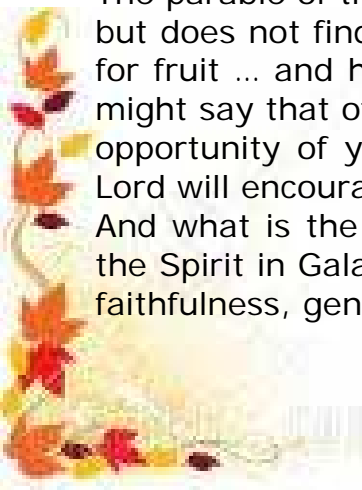 The parable of th
but does not find
for fruit ... and h
might say that o
opportunity of y
Lord will encoura
And what is the
the Spirit in Gala
faithfulness, gen